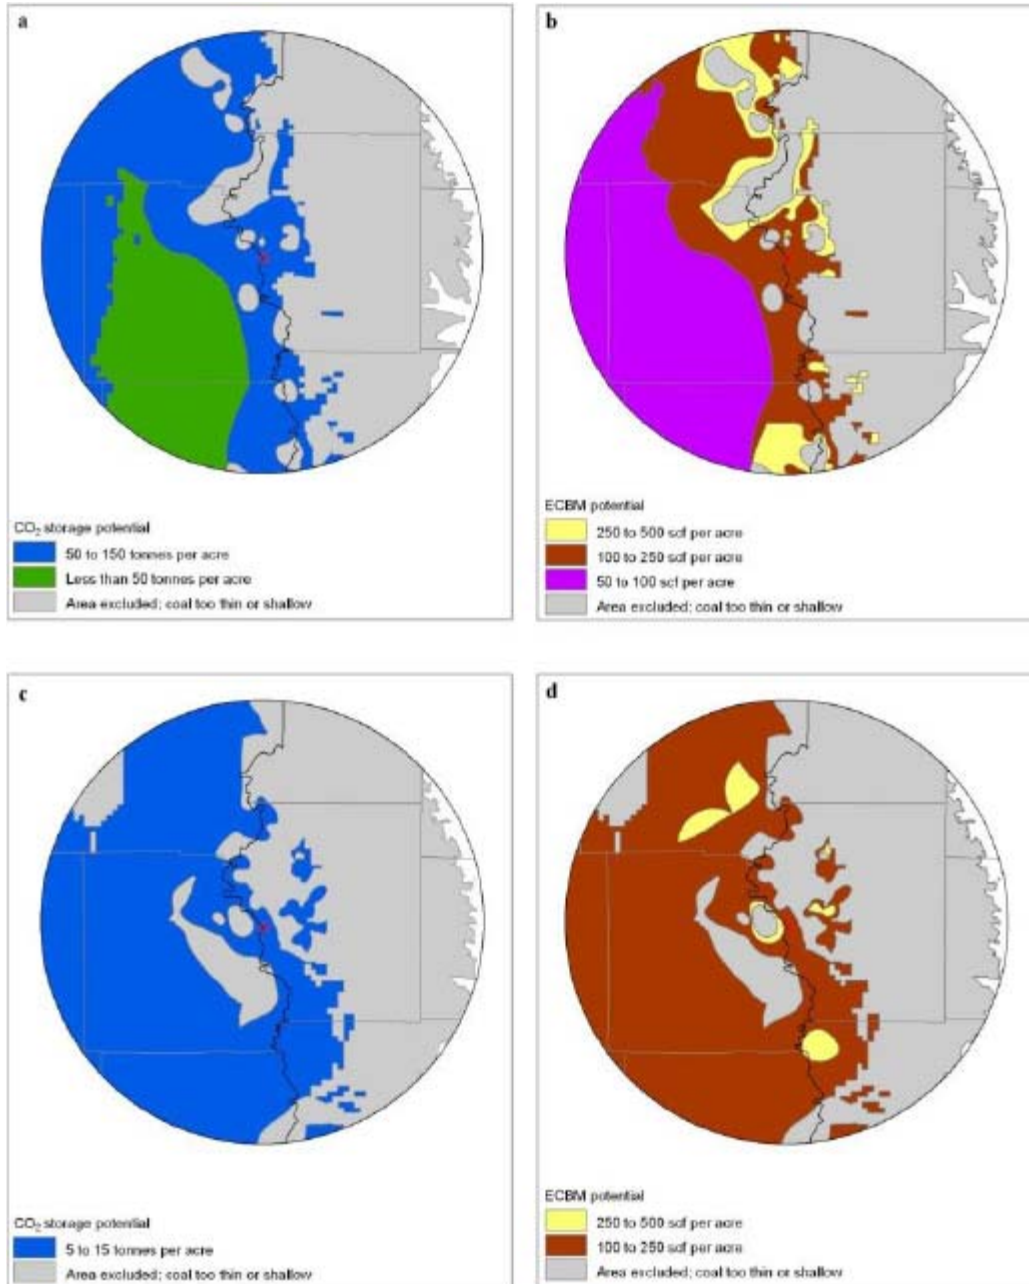 a
b
CO₂ storage potential
50 to 150 tonnes per acre
Less than 50 tonnes per acre
Area excluded; coal too thin or shallow
ECBM potential
250 to 500 scf per acre
100 to 250 scf per acre
50 to 100 scf per acre
Area excluded; coal too thin or shallow
c
d
CO₂ storage potential
5 to 15 tonnes per acre
Area excluded; coal too thin or shallow
ECBM potential
250 to 500 scf per acre
100 to 250 scf per acre
Area excluded; coal too thin or shallow